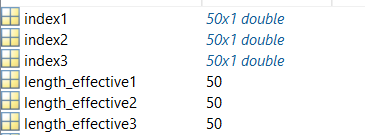 index1 50x1 double
index2 50x1 double
index3 50x1 double
length_effective1 50
length_effective2 50
length_effective3 50